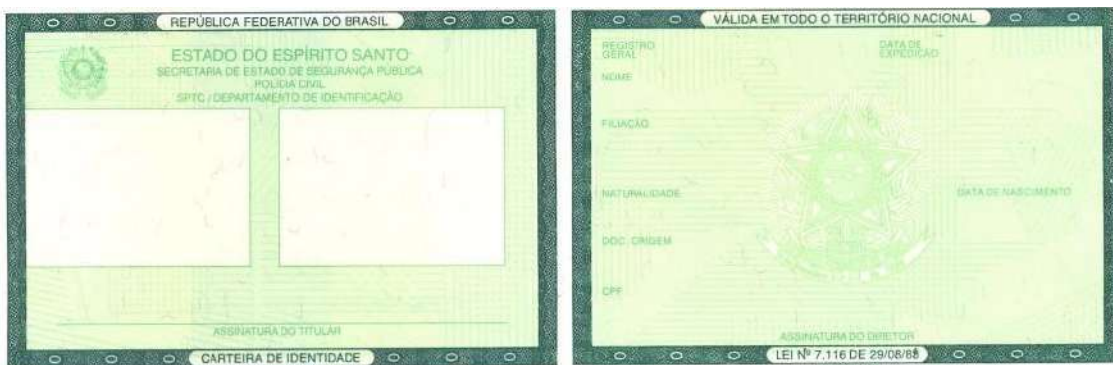 REPÚBLICA FEDERATIVA DO BRASIL
ESTADO DO ESPÍRITO SANTO
SECRETARIA DE ESTADO DE SEGURANÇA PÚBLICA
POLÍCIA CIVIL
SPTC / DEPARTAMENTO DE IDENTIFICAÇÃO
ASSINATURA DO TITULAR
CARTEIRA DE IDENTIDADE
VÁLIDA EM TODO O TERRITÓRIO NACIONAL
REGISTRO GERAL
DATA DE EXPEDIÇÃO
NOME
FILIAÇÃO
NATURALIDADE
DATA DE NASCIMENTO
DOC. ORIGEM
CPF
ASSINATURA DO DIRETOR
LEI Nº 7.116 DE 29/08/83